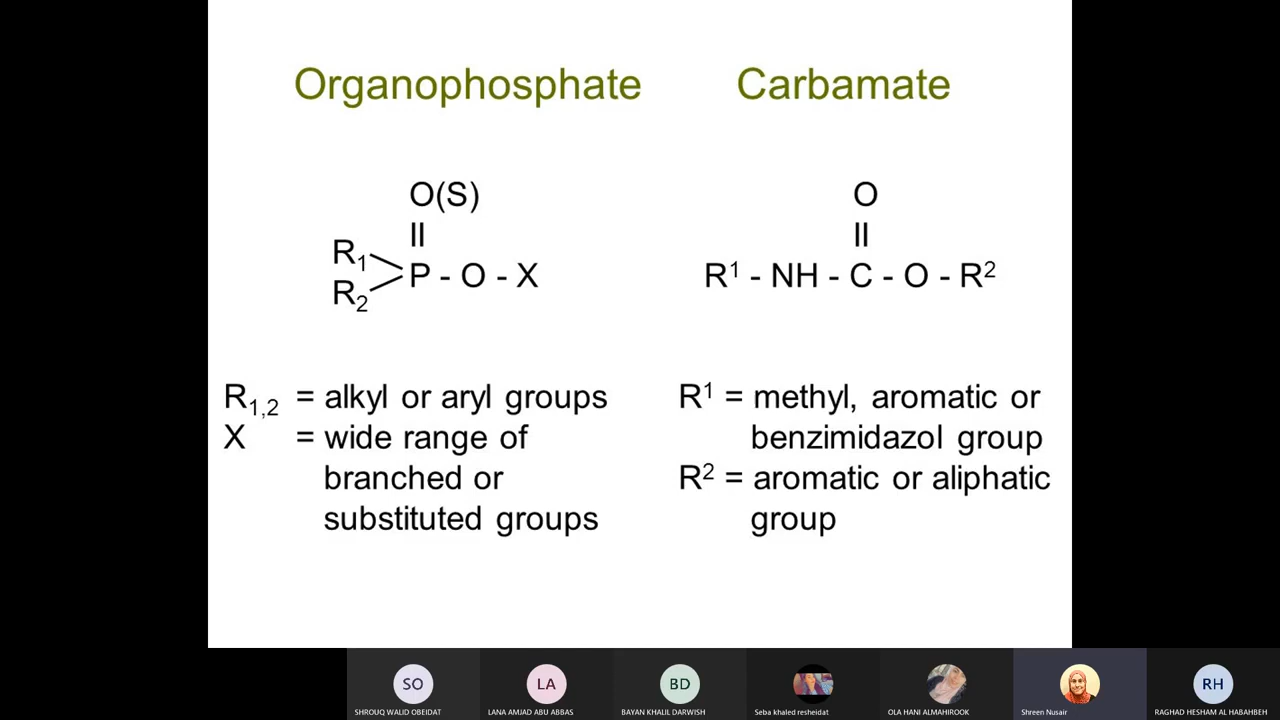 Organophosphate
O(S)
||
R1
R2
P - O - X
R1,2 = alkyl or aryl groups
X = wide range of
branched or
substituted groups
Carbamate
O
||
R¹ - NH - C - O - R²
R¹ = methyl, aromatic or
benzimidazol group
R² = aromatic or aliphatic
group
SO
SHROUQ WALID OBEIDAT
LA
LANA AMJAD ABU ABBAS
BD
BAYAN KHALIL DARWISH
Seba khaled resheidat
OLA HANI ALMAHIROOK
Shreen Nusair
RH
RAGHAD HESHAM AL HABAHBEH